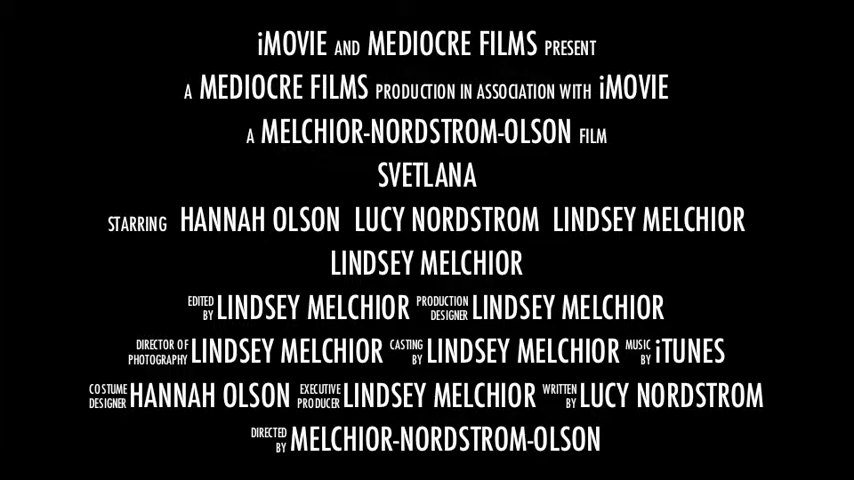 iMOVIE AND MEDIOCRE FILMS PRESENT
A MEDIOCRE FILMS PRODUCTION IN ASSOCIATION WITH iMOVIE
A MELCHIOR-NORDSTROM-OLSON FILM
SVETLANA
STARRING HANNAH OLSON LUCY NORDSTROM LINDSEY MELCHIOR
LINDSEY MELCHIOR
EDITED BY LINDSEY MELCHIOR PRODUCTION DESIGNER LINDSEY MELCHIOR
DIRECTOR OF PHOTOGRAPHY LINDSEY MELCHIOR CASTING BY LINDSEY MELCHIOR MUSIC BY iTUNES
COSTUME DESIGNER HANNAH OLSON EXECUTIVE PRODUCER LINDSEY MELCHIOR WRITTEN BY LUCY NORDSTROM
DIRECTED BY MELCHIOR-NORDSTROM-OLSON